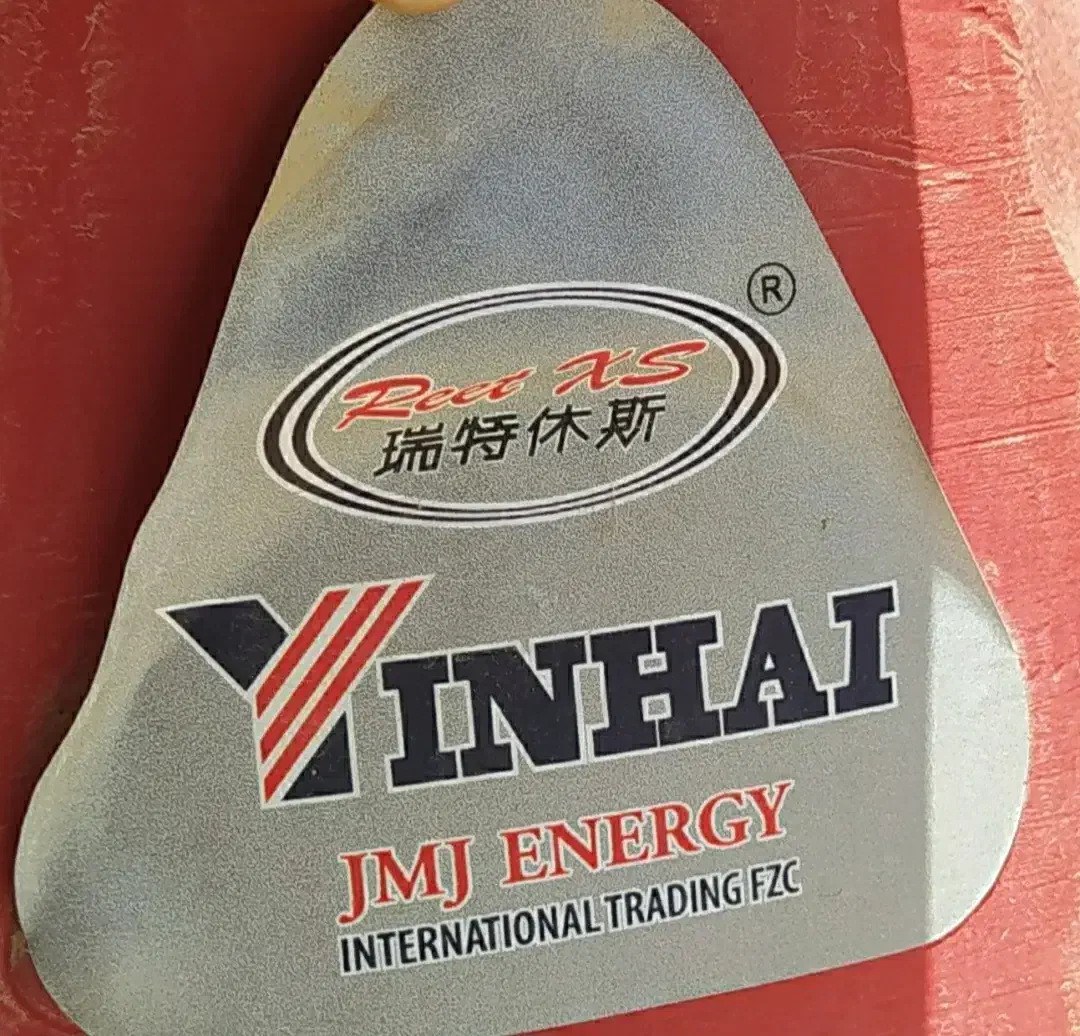 ®
Reet XS
瑞特休斯
YINHAI
JMJ ENERGY
INTERNATIONAL TRADING FZC